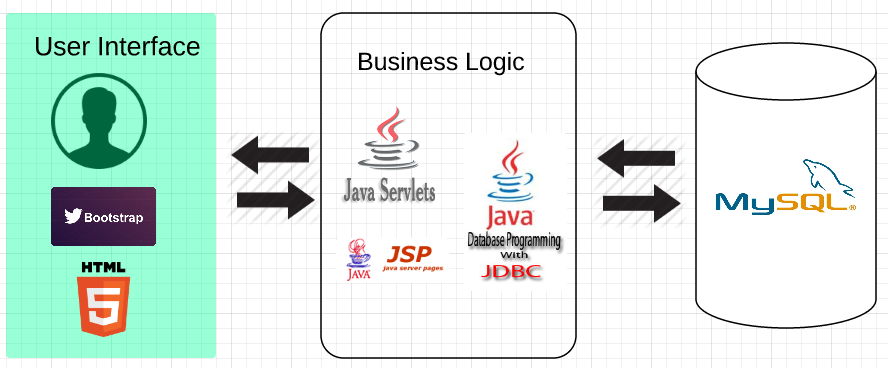 User Interface
Bootstrap
HTML
5
Business Logic
Java Servlets
JAVA
JSP
java server pages
Java
Database Programming
with
JDBC
MySQL®